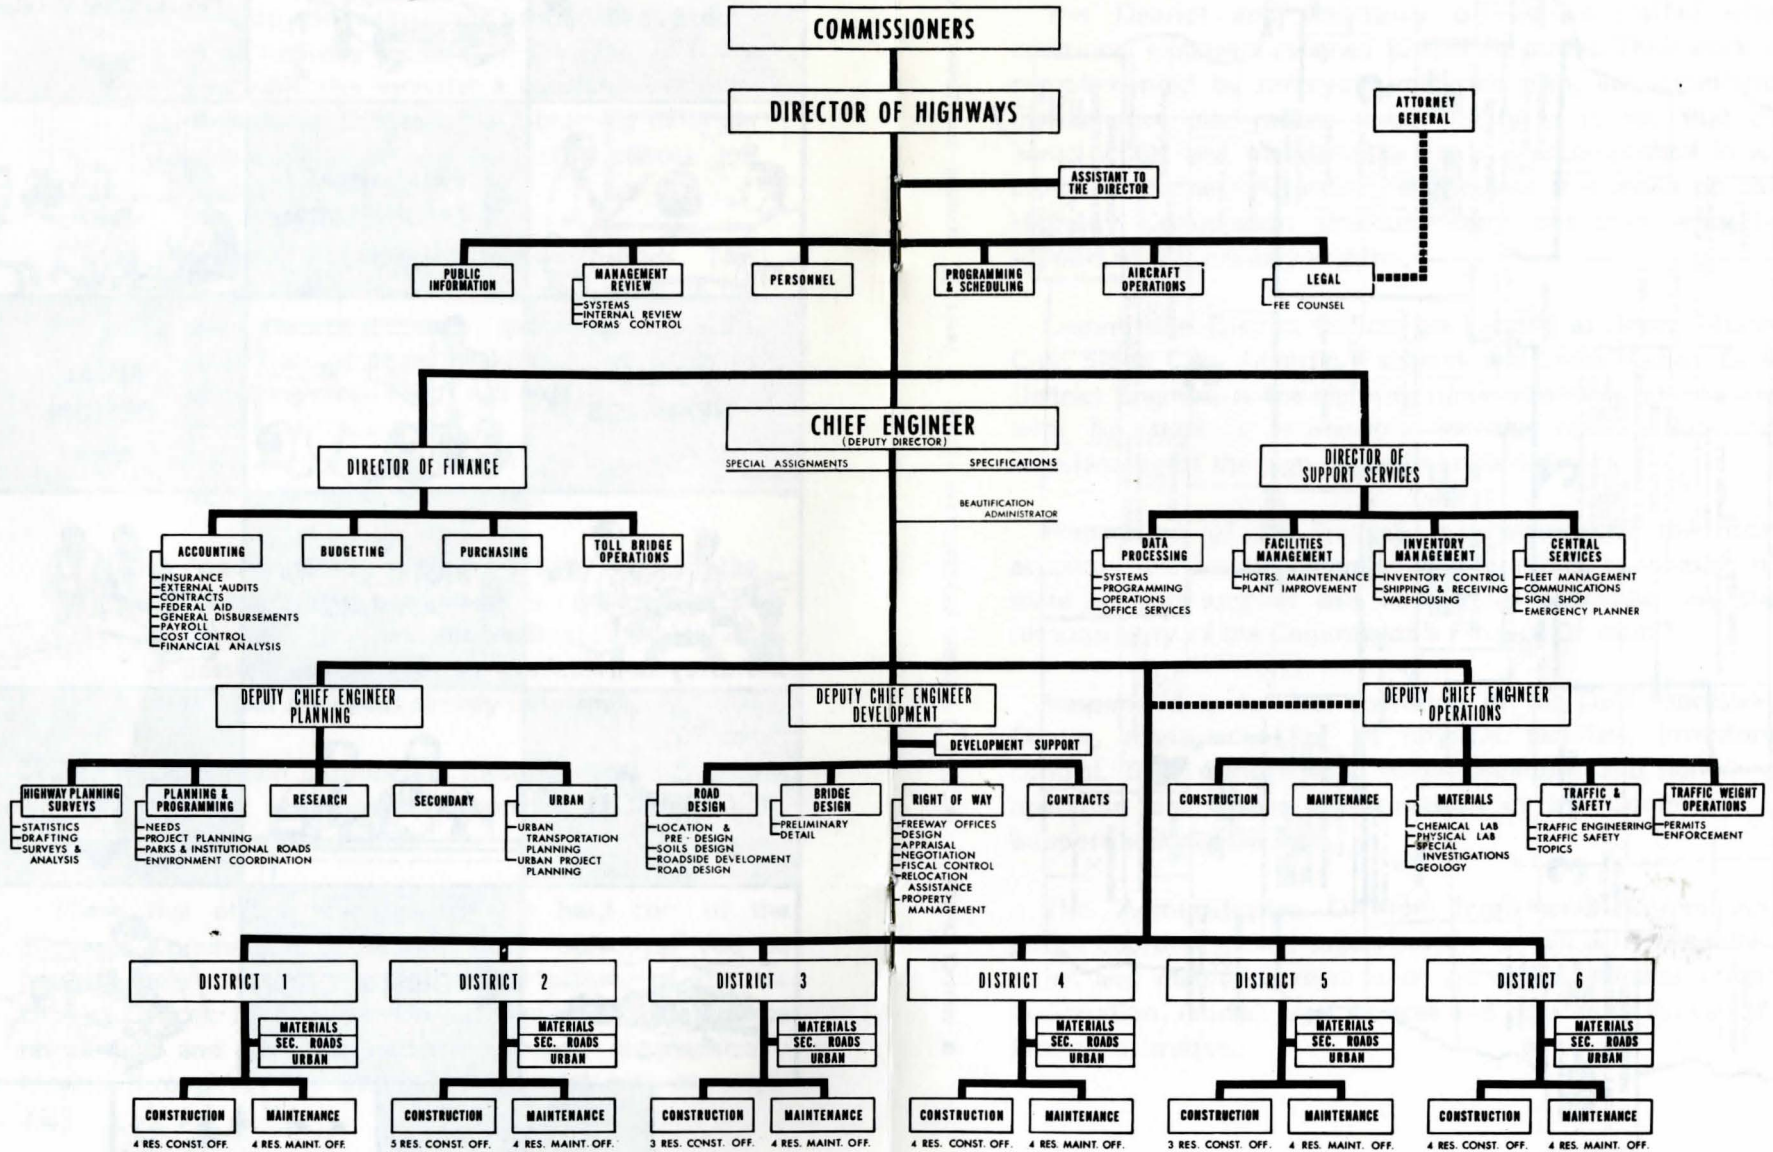 COMMISSIONERS
DIRECTOR OF HIGHWAYS
ATTORNEY
GENERAL
ASSISTANT TO
THE DIRECTOR
PUBLIC
INFORMATION
MANAGEMENT
REVIEW
SYSTEMS
INTERNAL REVIEW
FORMS CONTROL
PERSONNEL
PROGRAMMING
& SCHEDULING
AIRCRAFT
OPERATIONS
LEGAL
FEE COUNSEL
CHIEF ENGINEER
(DEPUTY DIRECTOR)
SPECIAL ASSIGNMENTS
SPECIFICATIONS
BEAUTIFICATION
ADMINISTRATOR
DIRECTOR OF FINANCE
DIRECTOR OF
SUPPORT SERVICES
ACCOUNTING
INSURANCE
EXTERNAL AUDITS
CONTRACTS
FEDERAL AID
GENERAL DISBURSEMENTS
PAYROLL
COST CONTROL
FINANCIAL ANALYSIS
BUDGETING
PURCHASING
TOLL BRIDGE
OPERATIONS
DATA
PROCESSING
SYSTEMS
PROGRAMMING
OPERATIONS
OFFICE SERVICES
FACILITIES
MANAGEMENT
HQTRS. MAINTENANCE
PLANT IMPROVEMENT
INVENTORY
MANAGEMENT
INVENTORY CONTROL
SHIPPING & RECEIVING
WAREHOUSING
CENTRAL
SERVICES
FLEET MANAGEMENT
COMMUNICATIONS
SIGN SHOP
EMERGENCY PLANNER
DEPUTY CHIEF ENGINEER
PLANNING
DEPUTY CHIEF ENGINEER
DEVELOPMENT
DEPUTY CHIEF ENGINEER
OPERATIONS
DEVELOPMENT SUPPORT
HIGHWAY PLANNING
SURVEYS
STATISTICS
DRAFTING
SURVEYS &
ANALYSIS
PLANNING &
PROGRAMMING
NEEDS
PROJECT PLANNING
PARKS & INSTITUTIONAL ROADS
ENVIRONMENT COORDINATION
RESEARCH
SECONDARY
URBAN
URBAN
TRANSPORTATION
PLANNING
URBAN PROJECT
PLANNING
ROAD
DESIGN
LOCATION &
PRE - DESIGN
SOILS DESIGN
ROADSIDE DEVELOPMENT
ROAD DESIGN
BRIDGE
DESIGN
PRELIMINARY
DETAIL
RIGHT OF WAY
FREEWAY OFFICES
DESIGN
APPRAISAL
NEGOTIATION
FISCAL CONTROL
RELOCATION
ASSISTANCE
PROPERTY
MANAGEMENT
CONTRACTS
CONSTRUCTION
MAINTENANCE
MATERIALS
CHEMICAL LAB
PHYSICAL LAB
SPECIAL
INVESTIGATIONS
GEOLOGY
TRAFFIC &
SAFETY
TRAFFIC ENGINEERING
TRAFFIC SAFETY
TOPICS
TRAFFIC WEIGHT
OPERATIONS
PERMITS
ENFORCEMENT
DISTRICT 1
MATERIALS
SEC. ROADS
URBAN
CONSTRUCTION
4 RES. CONST. OFF.
MAINTENANCE
4 RES. MAINT. OFF.
DISTRICT 2
MATERIALS
SEC. ROADS
URBAN
CONSTRUCTION
5 RES. CONST. OFF.
MAINTENANCE
4 RES. MAINT. OFF.
DISTRICT 3
MATERIALS
SEC. ROADS
URBAN
CONSTRUCTION
3 RES. CONST. OFF.
MAINTENANCE
4 RES. MAINT. OFF.
DISTRICT 4
MATERIALS
SEC. ROADS
URBAN
CONSTRUCTION
4 RES. CONST. OFF.
MAINTENANCE
4 RES. MAINT. OFF.
DISTRICT 5
MATERIALS
SEC. ROADS
URBAN
CONSTRUCTION
3 RES. CONST. OFF.
MAINTENANCE
4 RES. MAINT. OFF.
DISTRICT 6
MATERIALS
SEC. ROADS
URBAN
CONSTRUCTION
4 RES. CONST. OFF.
MAINTENANCE
4 RES. MAINT. OFF.